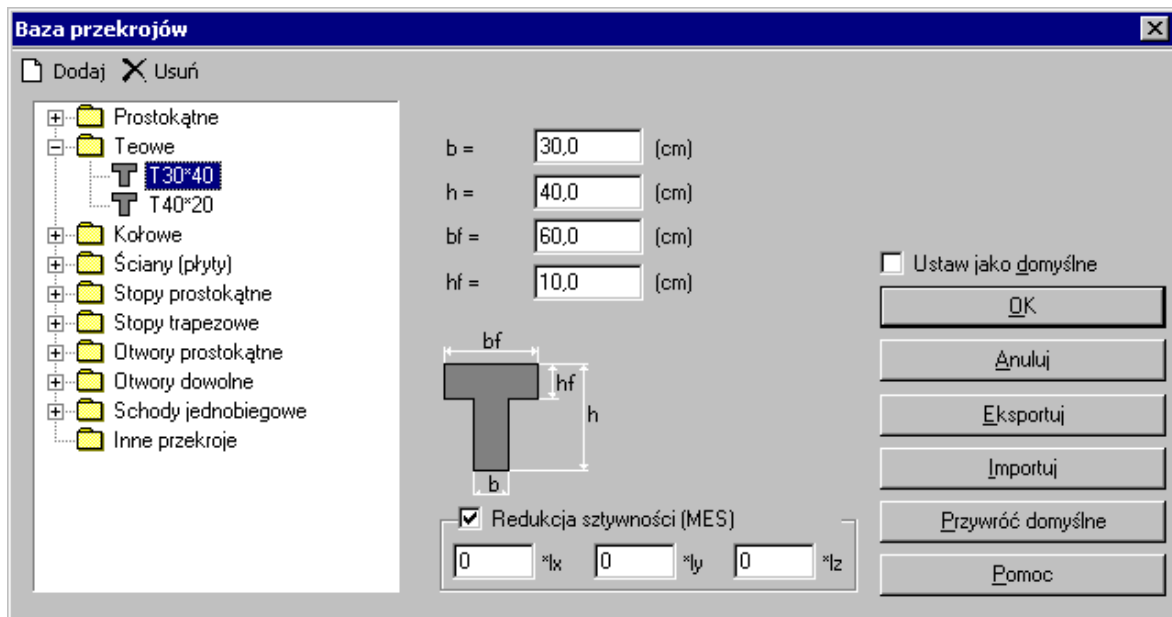 Baza przekrojów
Dodaj Usuń
Prostokątne
Teowe
T30*40
T40*20
Kołowe
Ściany (płyty)
Stopy prostokątne
Stopy trapezowe
Otwory prostokątne
Otwory dowolne
Schody jednobiegowe
Inne przekroje
b = 30,0 (cm)
h = 40,0 (cm)
bf = 60,0 (cm)
hf = 10,0 (cm)
bf
hf
h
b
Redukcja sztywności (MES)
0 *Ix 0 *Iy 0 *Iz
Ustaw jako domyślne
OK
Anuluj
Eksportuj
Importuj
Przywróć domyślne
Pomoc